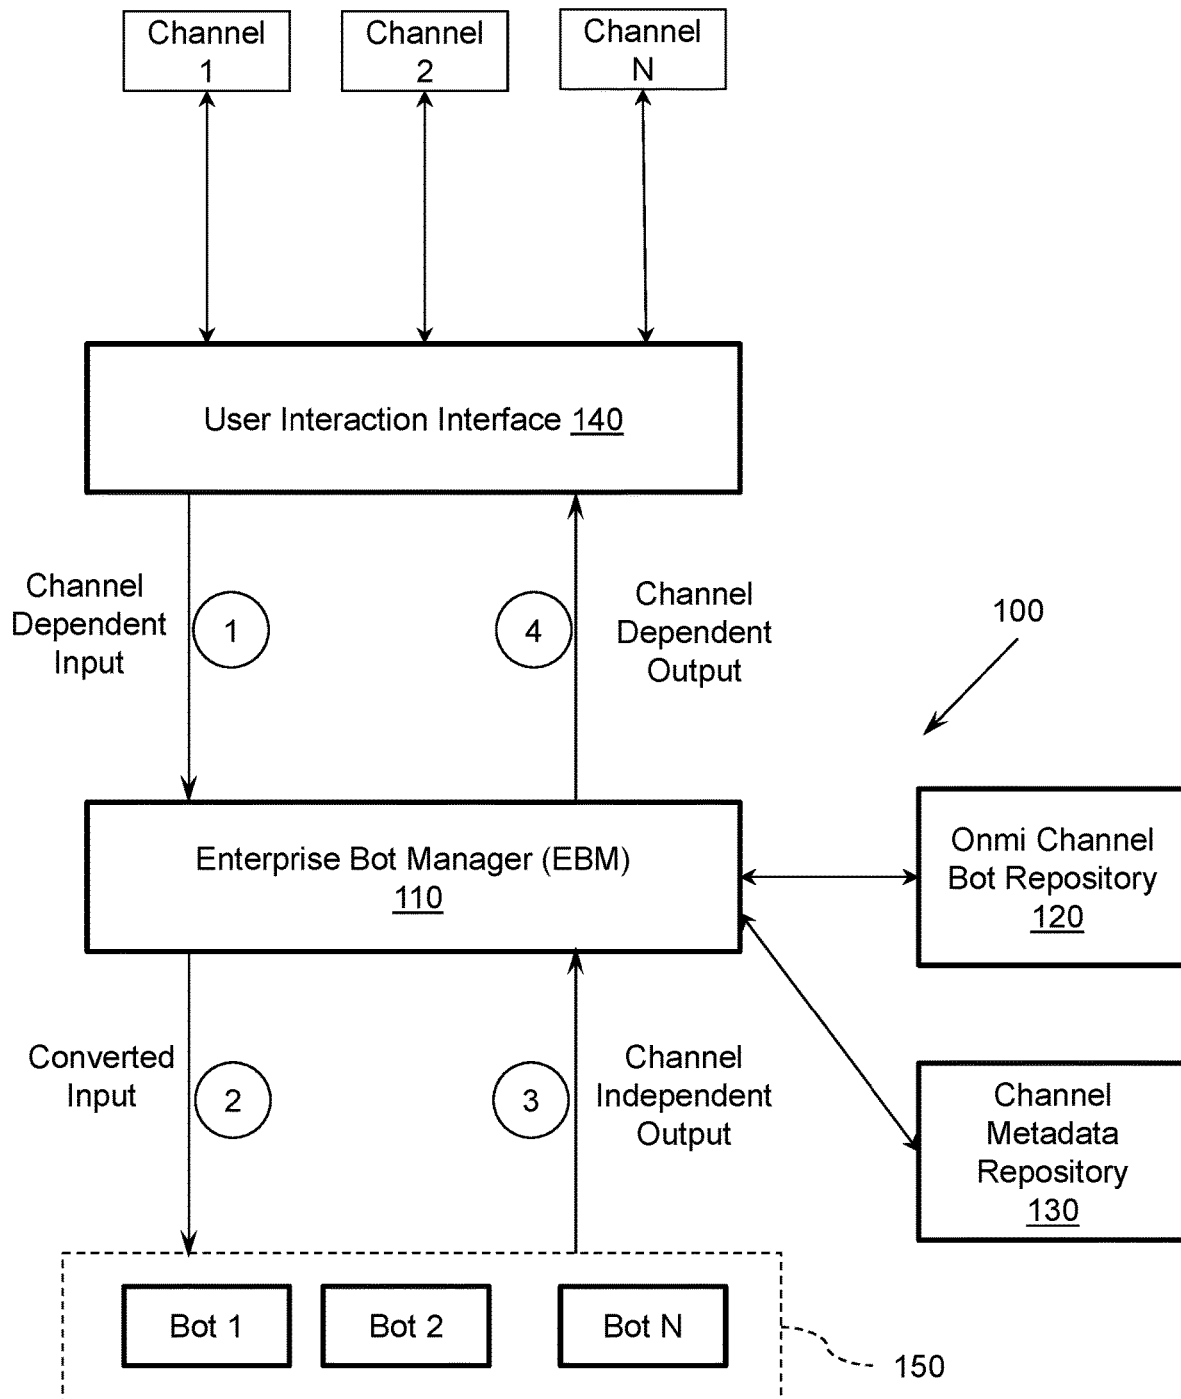 Channel
1
Channel
2
Channel
N
User Interaction Interface 140
Channel
Dependent
Input
1
4
Channel
Dependent
Output
100
Enterprise Bot Manager (EBM)
110
Onmi Channel
Bot Repository
120
Converted
Input
2
3
Channel
Independent
Output
Channel
Metadata
Repository
130
Bot 1
Bot 2
Bot N
150